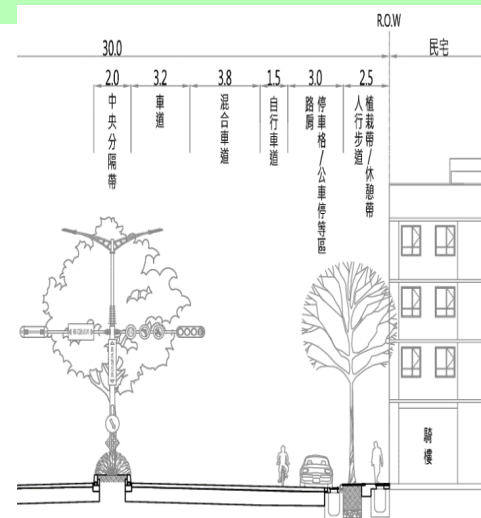 R.O.W
30.0
民宅
2.0
3.2
3.8
1.5
3.0
2.5
中央分隔帶
車道
混合車道
自行車道
停車格/公車停等區
路肩
植栽帶/休憩帶
人行步道
騎樓